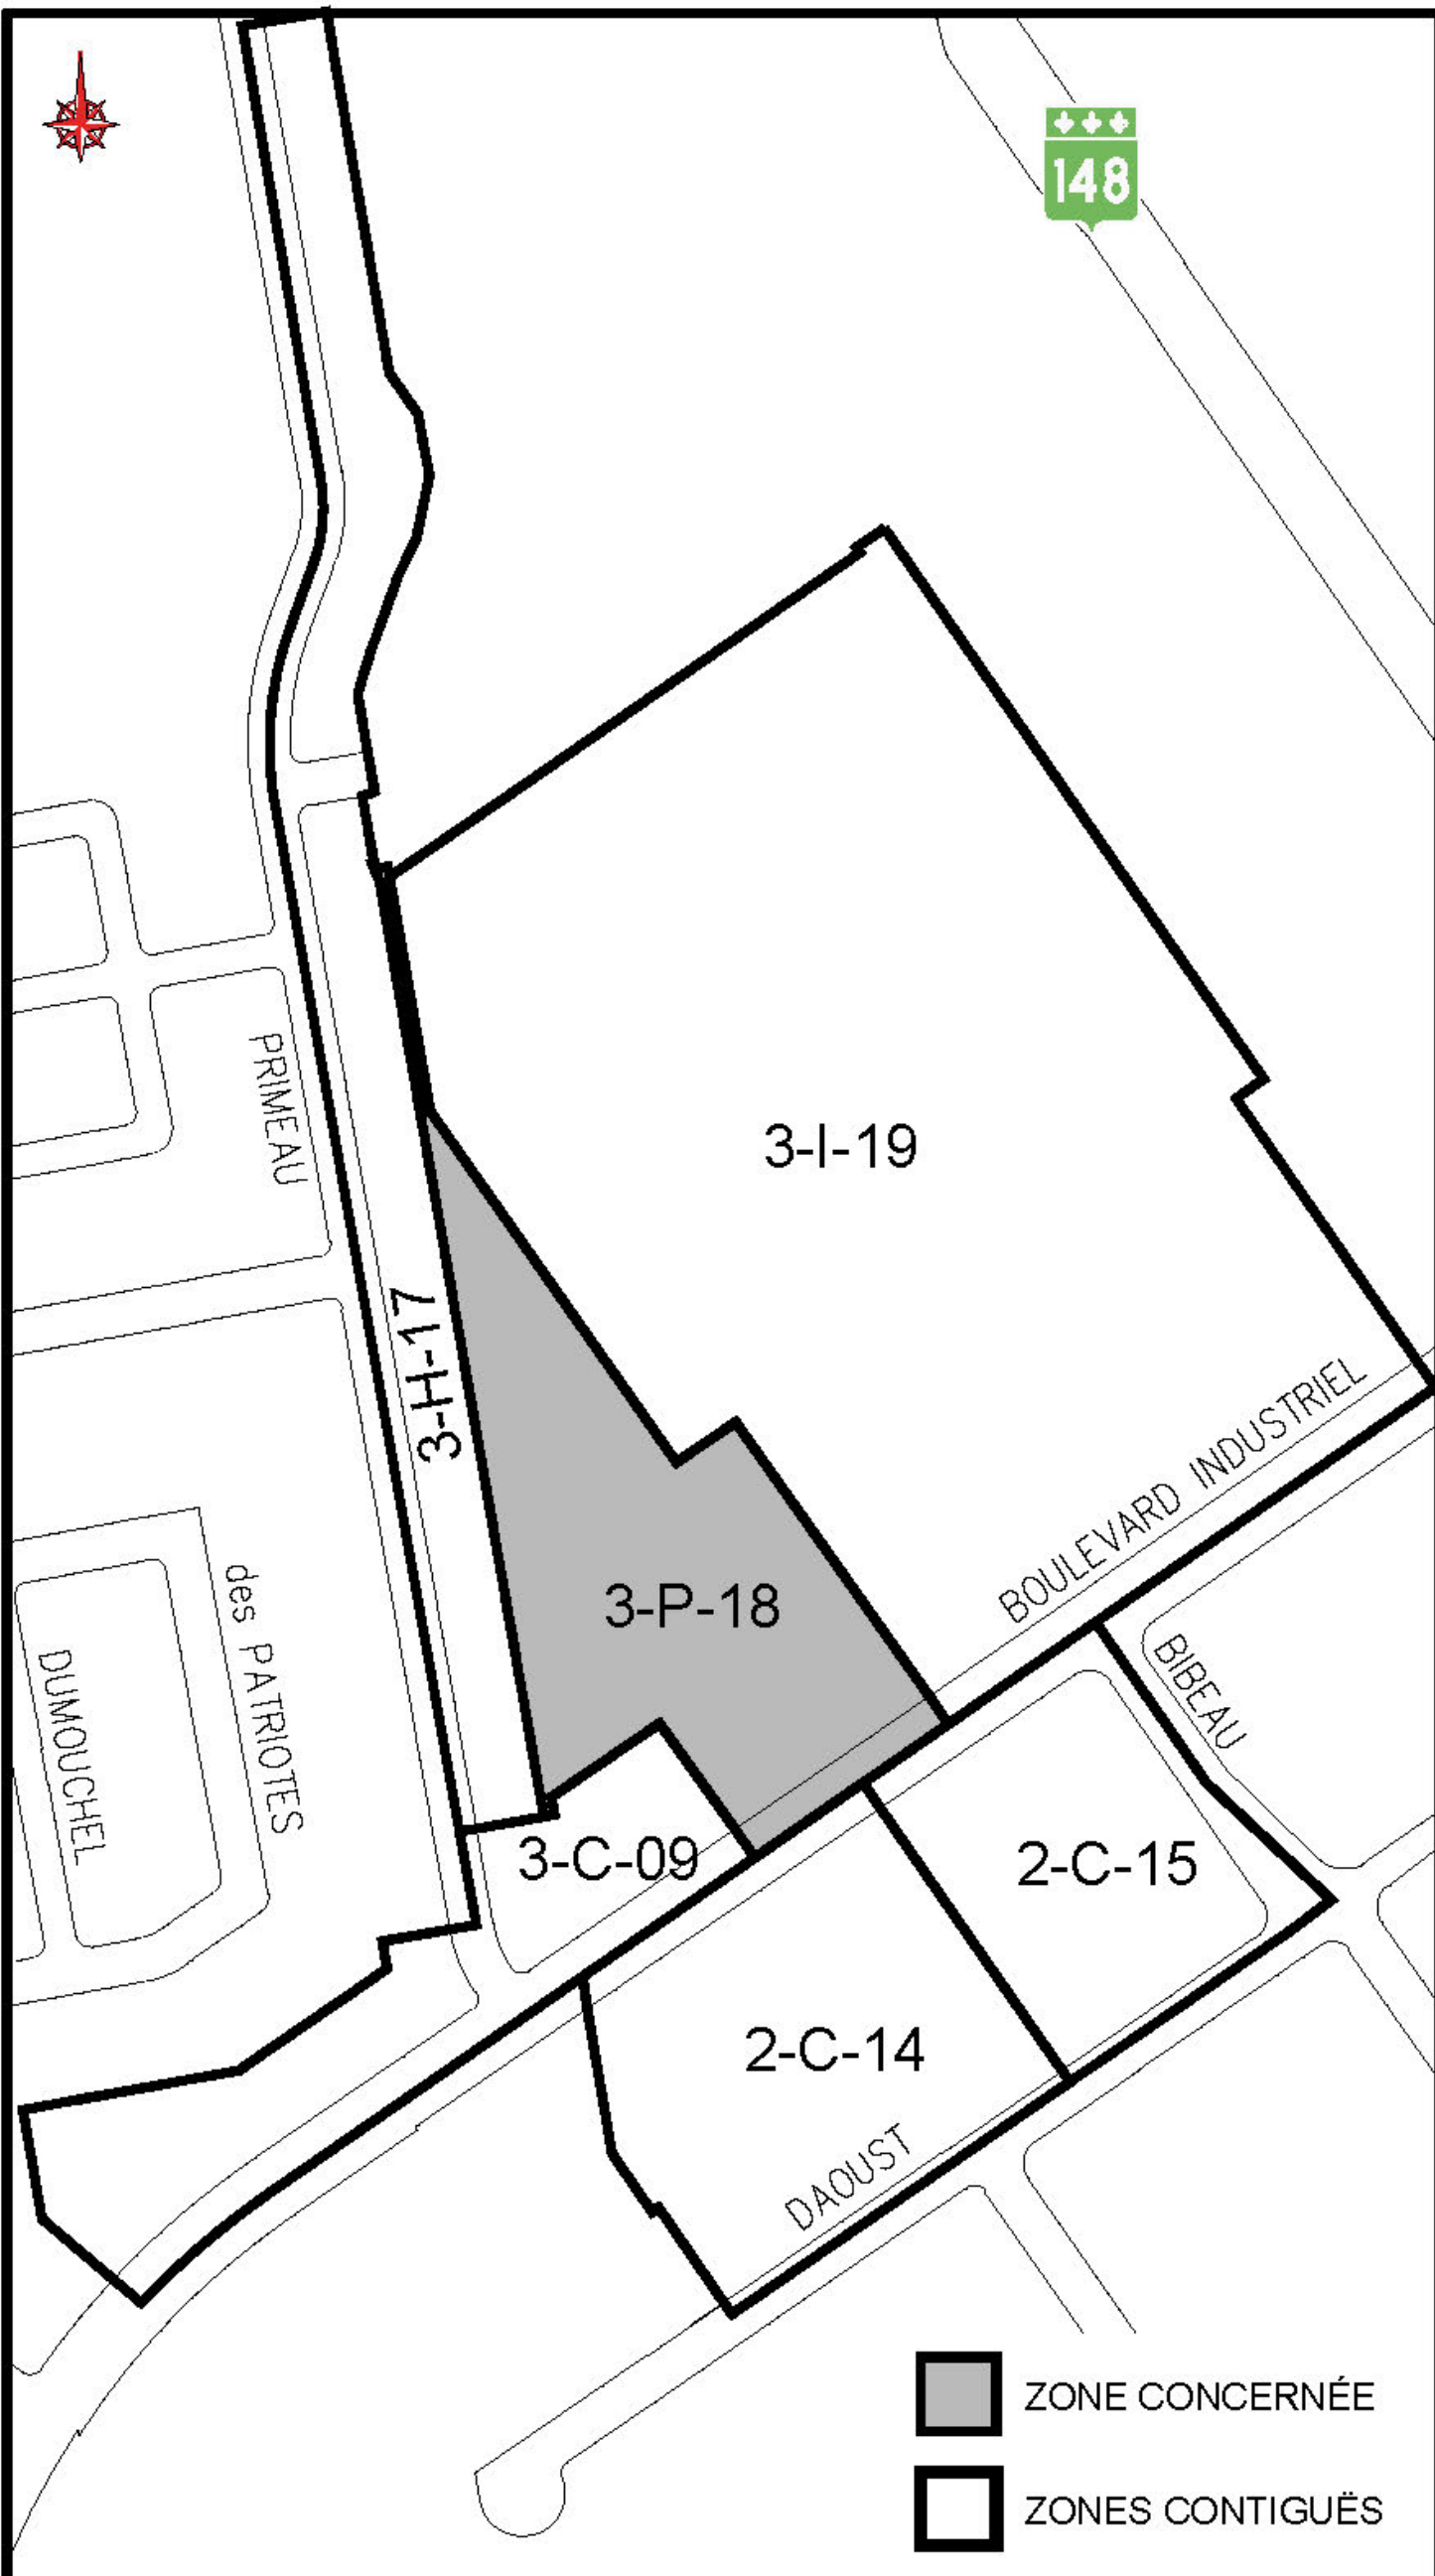 148
3-I-19
PRIMEAU
3-H-17
BOULEVARD INDUSTRIEL
3-P-18
des PATRIOTES
DUMOUCHEL
BIBEAU
3-C-09
2-C-15
2-C-14
DAOUST
ZONE CONCERNÉE
ZONES CONTIGUËS